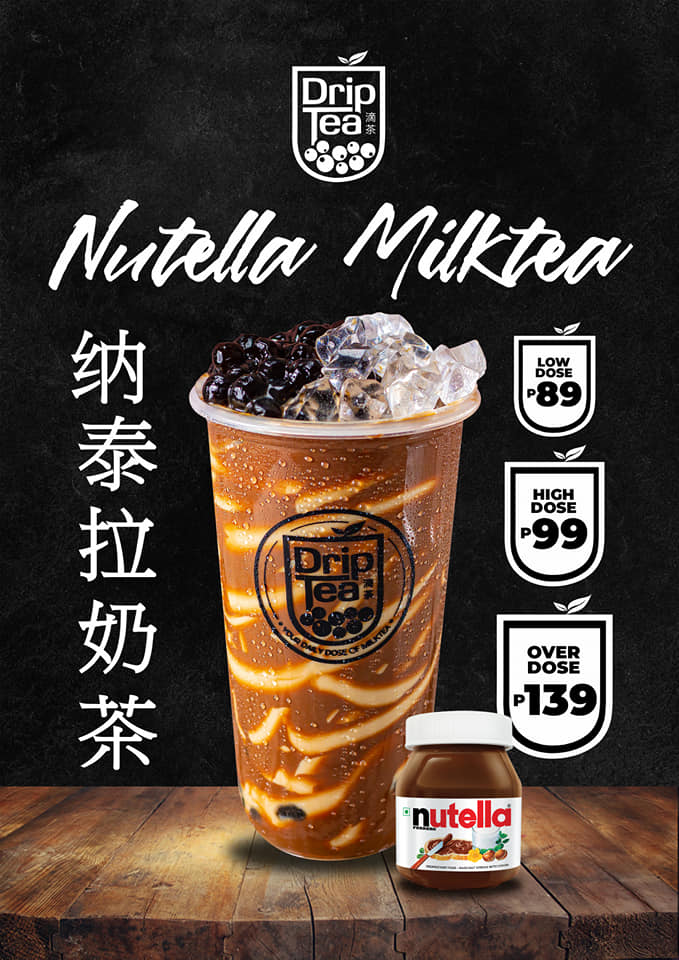 Drip
Tea
滴茶
Nutella Milktea
纳泰拉奶茶
LOW
DOSE
P89
HIGH
DOSE
P99
OVER
DOSE
P139
Drip
Tea
滴茶
YOUR DAILY DOSE OF MILKTEA
nutella
FERRERO